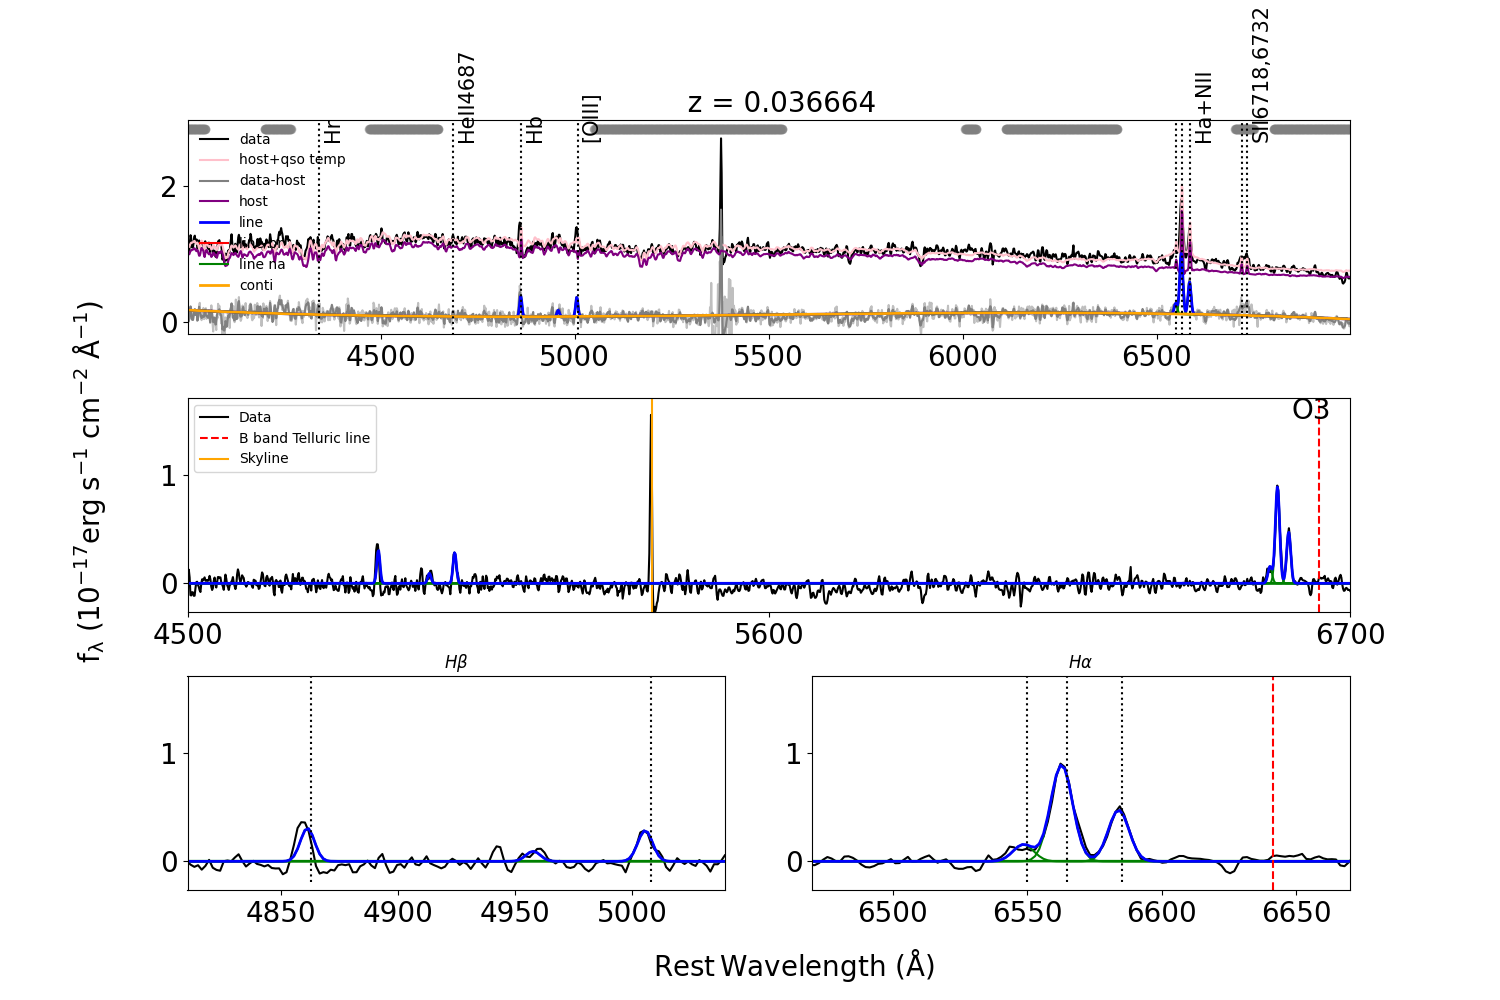 z = 0.036664
Hr
HeII4687
Hb
[OIII]
Ha+NII
SII6718,6732
data
host+qso temp
data-host
host
line
line na
conti
2
0
4500 5000 5500 6000 6500
Data
B band Telluric line
Skyline
O3
1
0
4500 5600 6700
fλ (10⁻¹⁷erg s⁻¹ cm⁻² Å⁻¹)
Hβ
1
0
4850 4900 4950 5000
Hα
1
0
6500 6550 6600 6650
Rest Wavelength (Å)